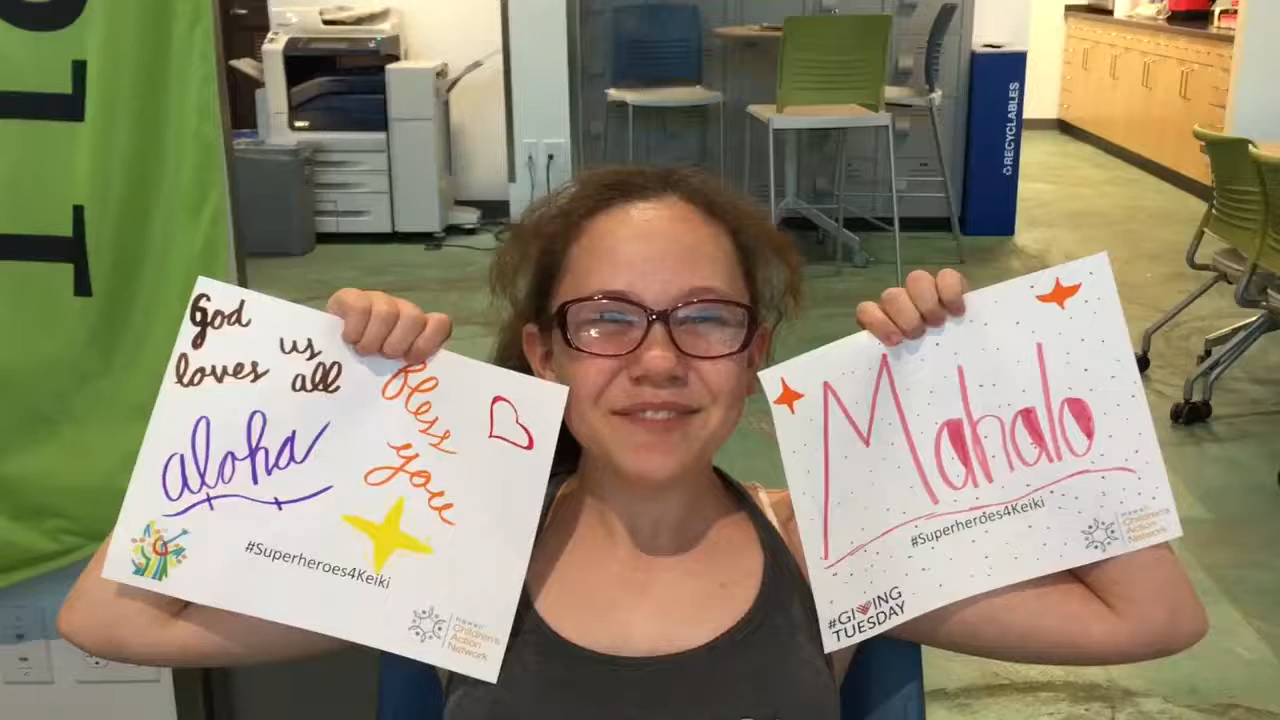 God
loves
us
all
Bless
you
aloha
#Superheroes4Keiki
Hawaii
Children's
Action
Network
Mahalo
#Superheroes4Keiki
Hawaii
Children's
Action
Network
#GIVING
TUESDAY
RECYCLABLES